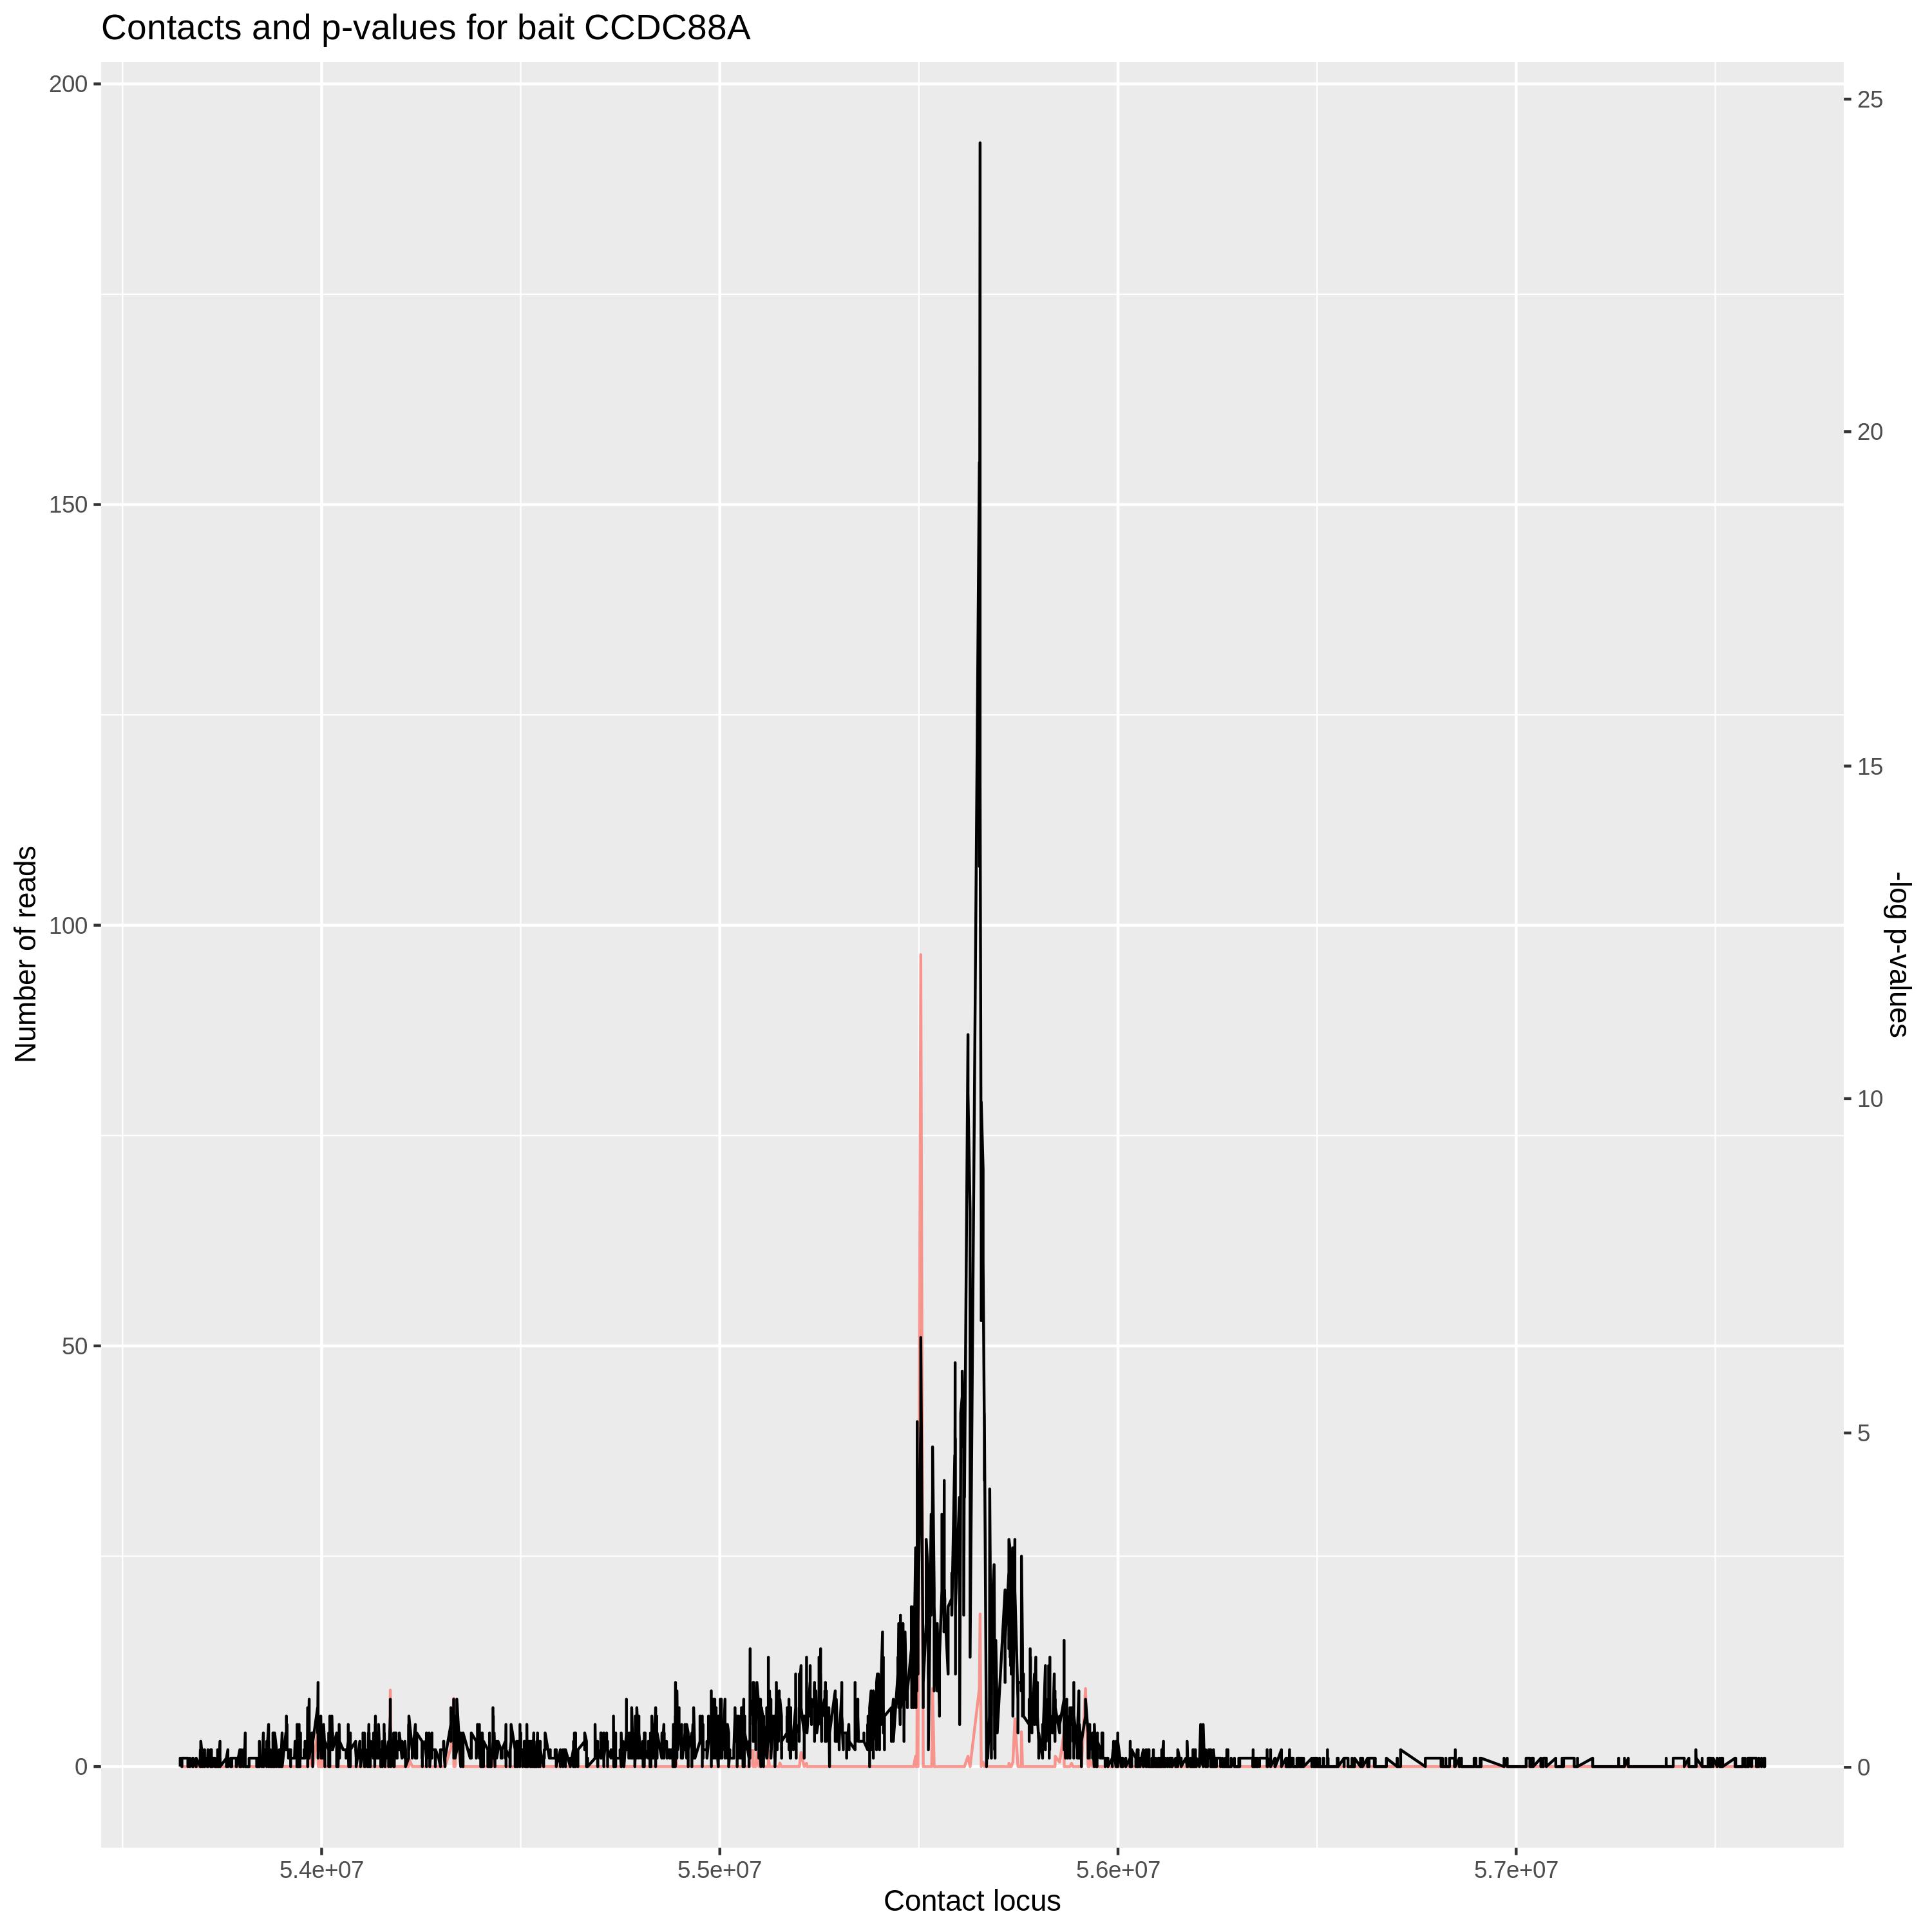 Contacts and p-values for bait CCDC88A
200
150
100
50
0
Number of reads
25
20
15
10
5
0
-log p-values
5.4e+07
5.5e+07
5.6e+07
5.7e+07
Contact locus